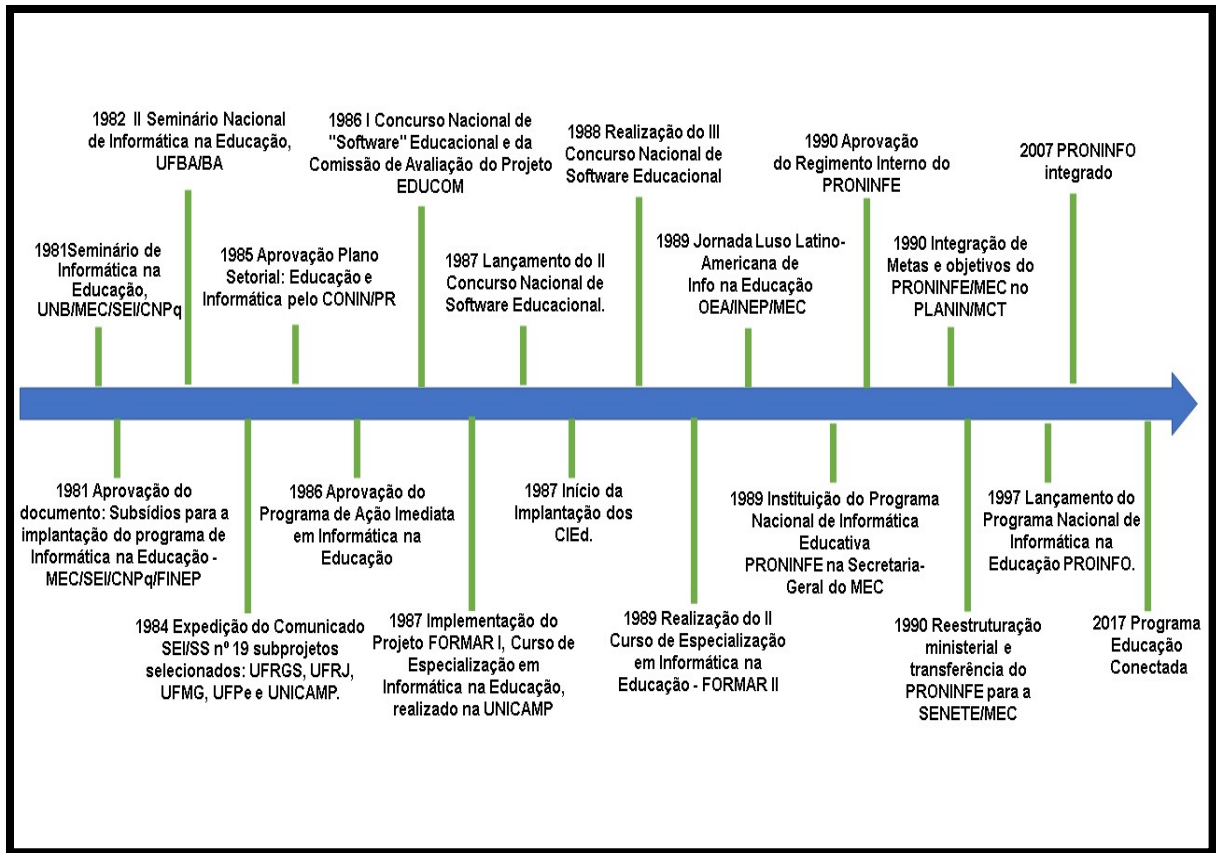 1982 II Seminário Nacional
de Informática na Educação,
UFBA/BA
1986 I Concurso Nacional de
"Software" Educacional e da
Comissão de Avaliação do Projeto
EDUCOM
1988 Realização do III
Concurso Nacional de
Software Educacional
1990 Aprovação
do Regimento Interno do
PRONINFE
2007 PRONINFO
integrado
1981Seminário de
Informática na
Educação,
UNB/MEC/SEI/CNPq
1985 Aprovação Plano
Setorial: Educação e
Informática pelo CONIN/PR
1987 Lançamento do II
Concurso Nacional de
Software Educacional.
1989 Jornada Luso Latino-
Americana de
Info na Educação
OEA/INEP/MEC
1990 Integração de
Metas e objetivos do
PRONINFE/MEC no
PLANIN/MCT
1981 Aprovação do
documento: Subsídios para a
implantação do programa de
Informática na Educação -
MEC/SEI/CNPq/FINEP
1986 Aprovação do
Programa de Ação Imediata
em Informática na
Educação
1987 Início da
Implantação dos
CIEd.
1989 Instituição do Programa
Nacional de Informática
Educativa
PRONINFE na Secretaria-
Geral do MEC
1997 Lançamento do
Programa Nacional de
Informática na
Educação PROINFO.
1984 Expedição do Comunicado
SEI/SS nº 19 subprojetos
selecionados: UFRGS, UFRJ,
UFMG, UFPe e UNICAMP.
1987 Implementação do
Projeto FORMAR I, Curso de
Especialização em
Informática na Educação,
realizado na UNICAMP
1989 Realização do II
Curso de Especialização
em Informática na
Educação - FORMAR II
1990 Reestruturação
ministerial e
transferência do
PRONINFE para a
SENETE/MEC
2017 Programa
Educação
Conectada